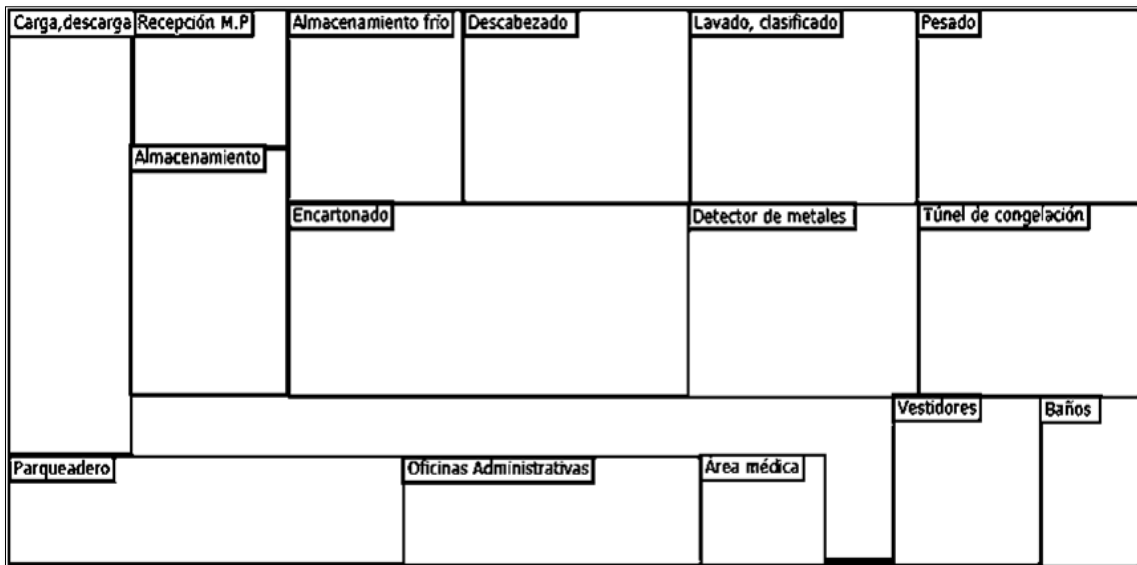 Carga,descarga
Recepción M.P
Almacenamiento frío
Descabezado
Lavado, clasificado
Pesado
Almacenamiento
Encartonado
Detector de metales
Túnel de congelación
Vestidores
Baños
Parqueadero
Oficinas Administrativas
Área médica